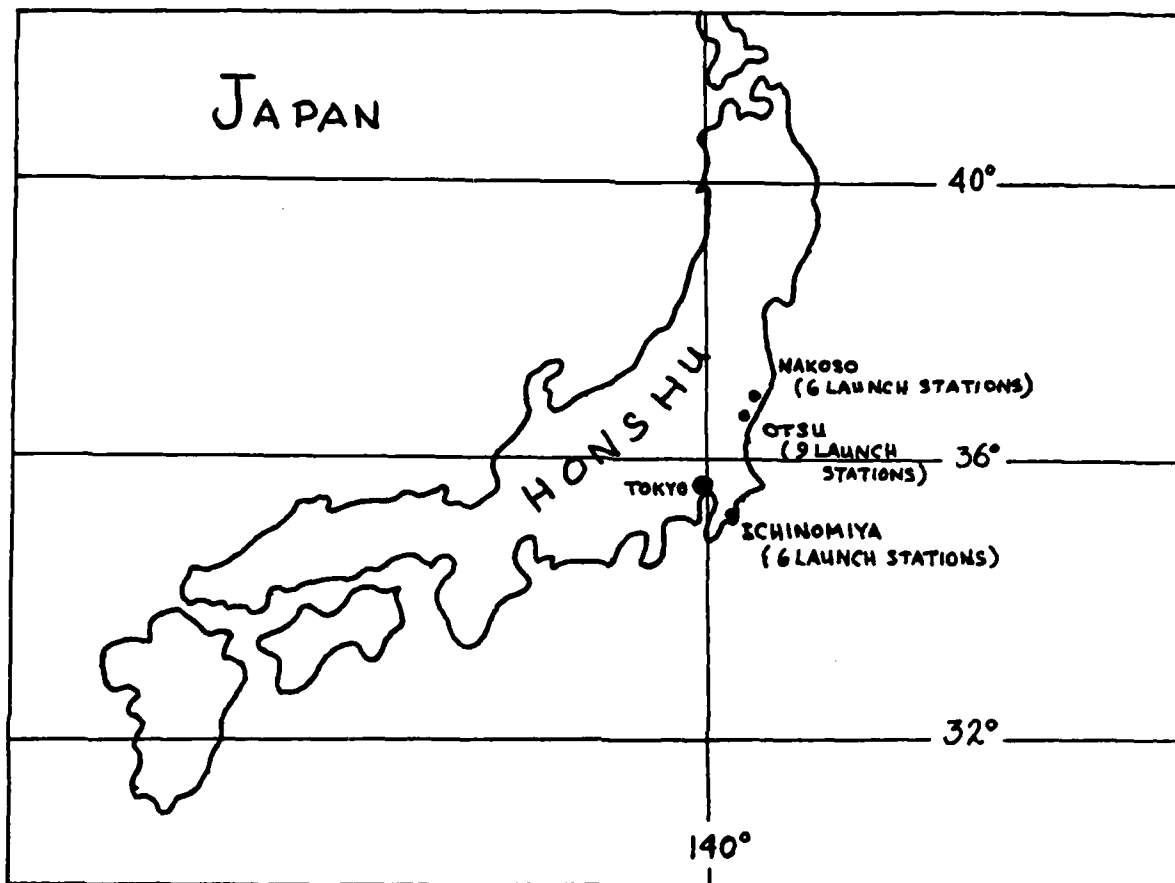 JAPAN
40°
HONSHU
NAKOSO
(6 LAUNCH STATIONS)
OTSU
(9 LAUNCH
STATIONS)
36°
TOKYO
ICHINOMIYA
(6 LAUNCH STATIONS)
32°
140°